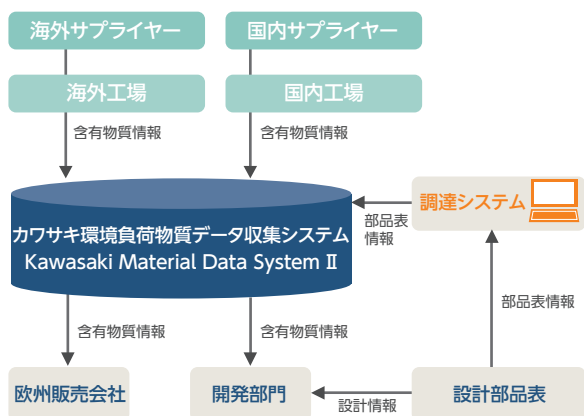 海外サプライヤー
国内サプライヤー
海外工場
国内工場
含有物質情報
含有物質情報
カワサキ環境負荷物質データ収集システム
Kawasaki Material Data System Ⅱ
部品表
情報
調達システム
部品表情報
含有物質情報
含有物質情報
欧州販売会社
開発部門
設計情報
設計部品表